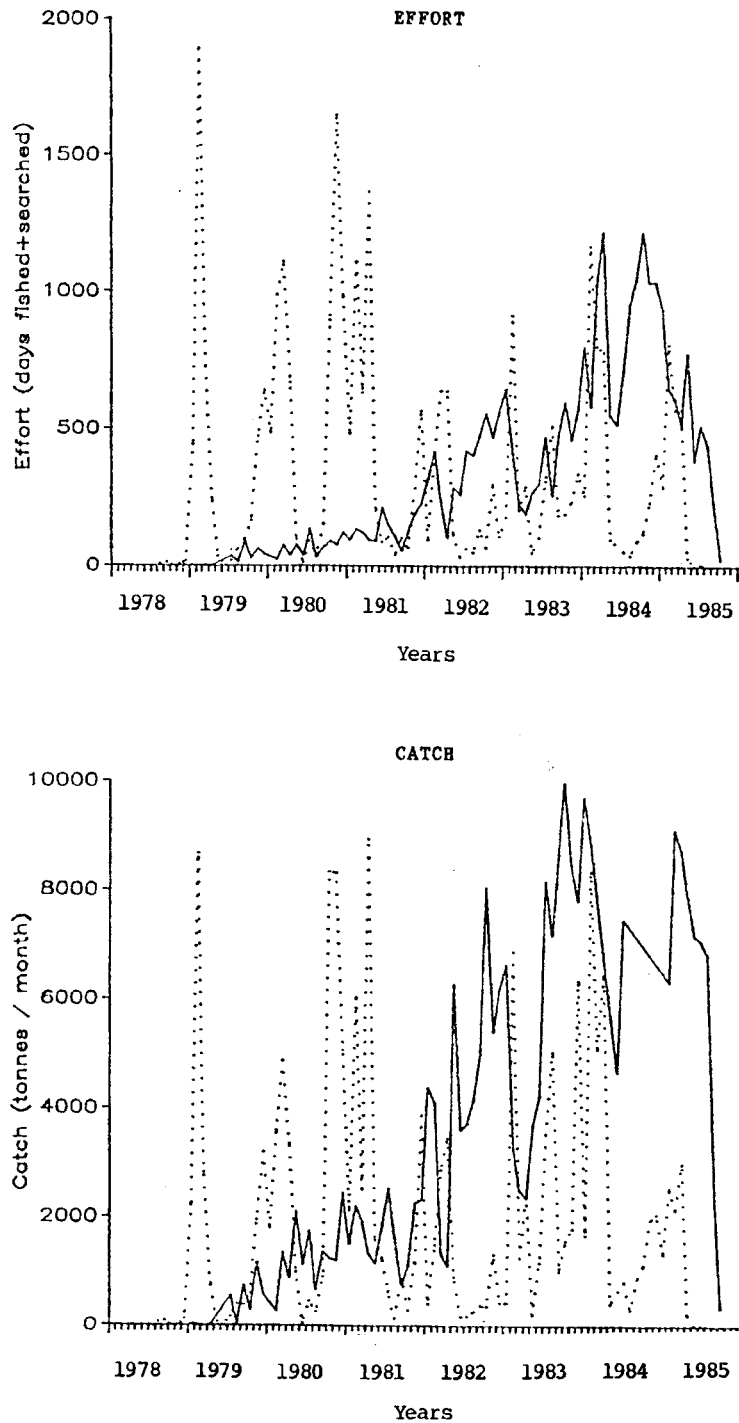 EFFORT
2000
1500
1000
500
0
Effort (days fished+searched)
1978 1979 1980 1981 1982 1983 1984 1985
Years
CATCH
10000
8000
6000
4000
2000
0
Catch (tonnes / month)
1978 1979 1980 1981 1982 1983 1984 1985
Years